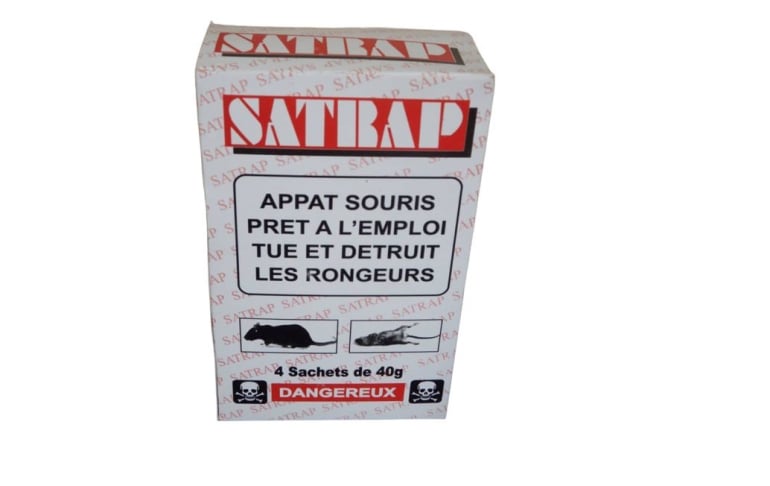 SATRAP
SATRAP
APPAT SOURIS
PRET A L'EMPLOI
TUE ET DETRUIT
LES RONGEURS
4 Sachets de 40g
DANGEREUX